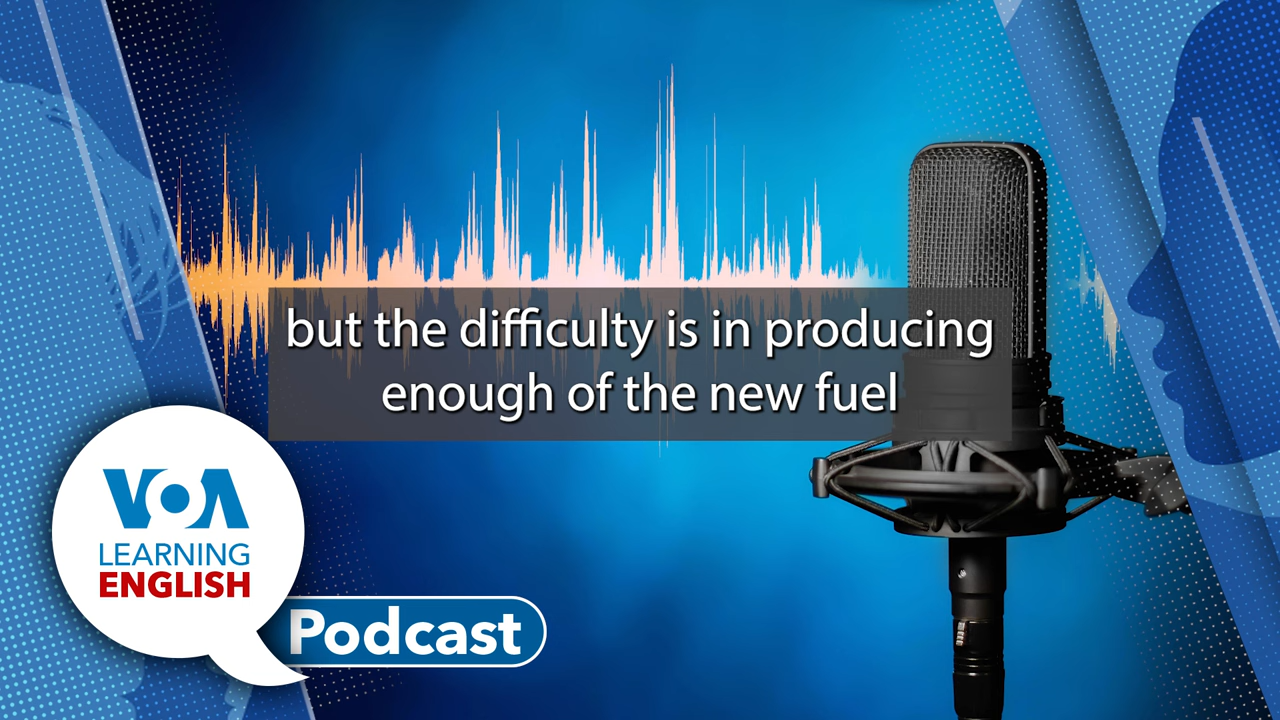 but the difficulty is in producing
enough of the new fuel
VOA
LEARNING
ENGLISH
Podcast